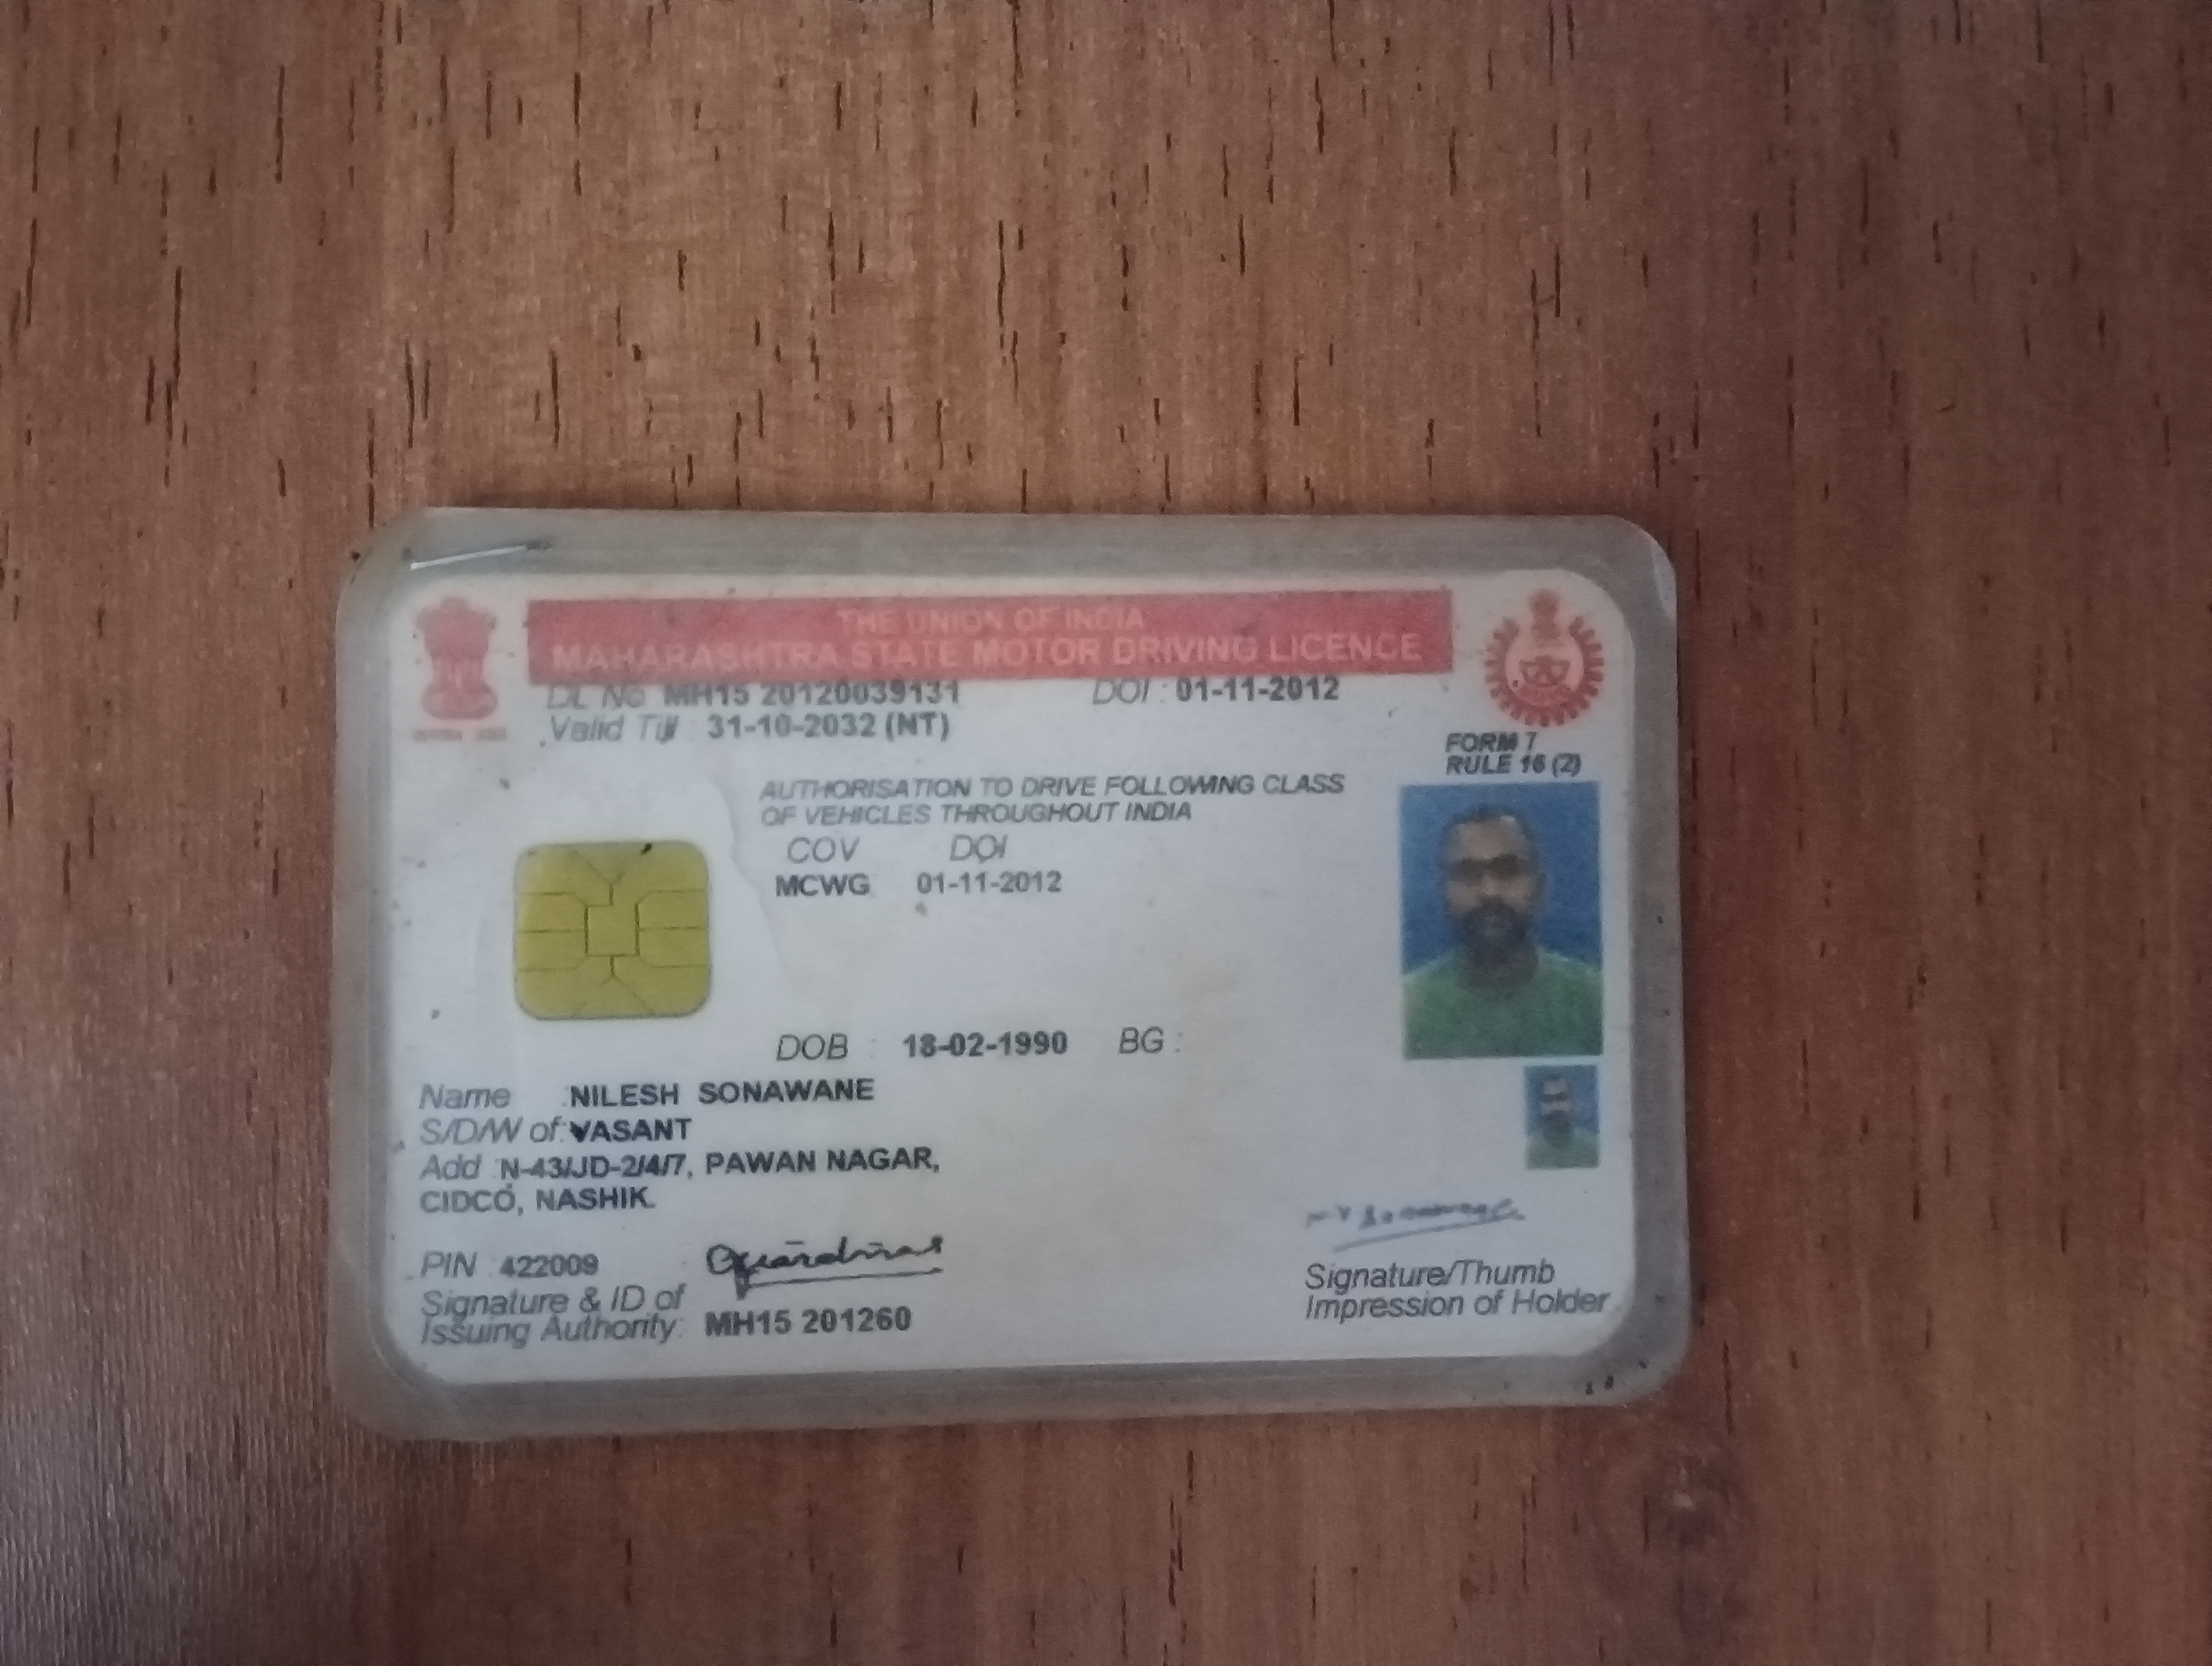 THE UNION OF INDIA
MAHARASHTRA STATE MOTOR DRIVING LICENCE
DL No MH15 20120039131 DOI : 01-11-2012
Valid Till : 31-10-2032 (NT)
FORM 7
RULE 16 (2)
AUTHORISATION TO DRIVE FOLLOWING CLASS
OF VEHICLES THROUGHOUT INDIA
COV DOI
MCWG 01-11-2012
DOB : 18-02-1990 BG :
Name : NILESH SONAWANE
S/D/W of : VASANT
Add : N-43/JD-2/4/7, PAWAN NAGAR,
CIDCO, NASHIK.
PIN : 422009
Signature & ID of
Issuing Authority: MH15 201260
Signature/Thumb
Impression of Holder